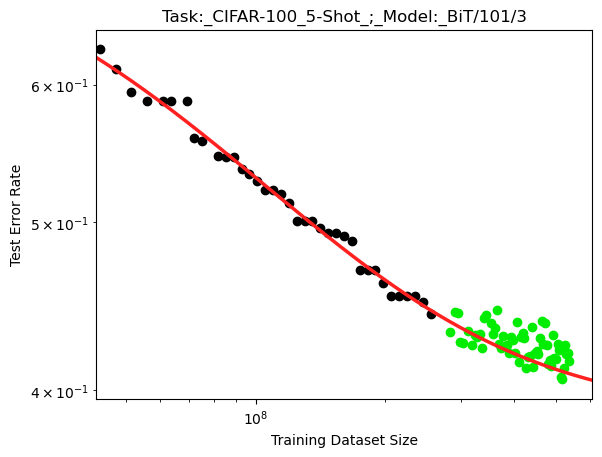 Task:_CIFAR-100_5-Shot_;_Model:_BiT/101/3
6 × 10⁻¹
5 × 10⁻¹
4 × 10⁻¹
Test Error Rate
10⁸
Training Dataset Size